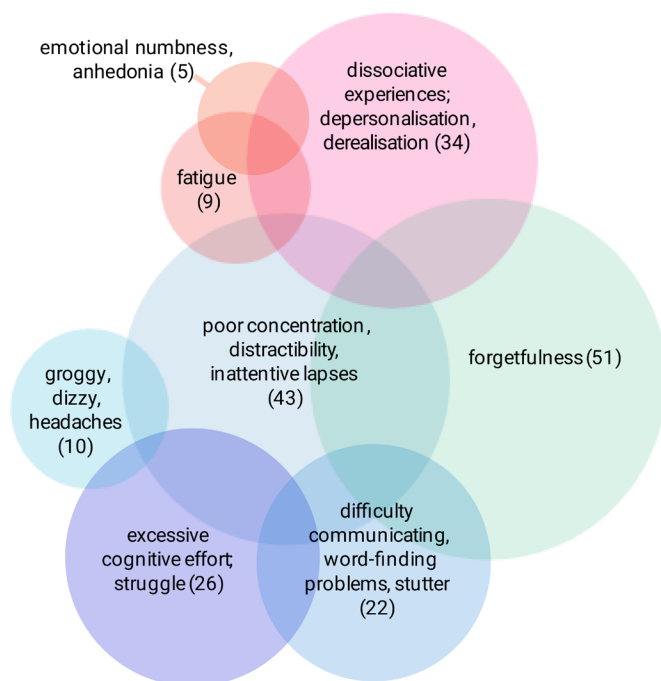 emotional numbness,
anhedonia (5)
dissociative
experiences;
depersonalisation,
derealisation (34)
fatigue
(9)
poor concentration,
distractibility,
inattentive lapses
(43)
forgetfulness (51)
groggy,
dizzy,
headaches
(10)
excessive
cognitive effort;
struggle (26)
difficulty
communicating,
word-finding
problems, stutter
(22)